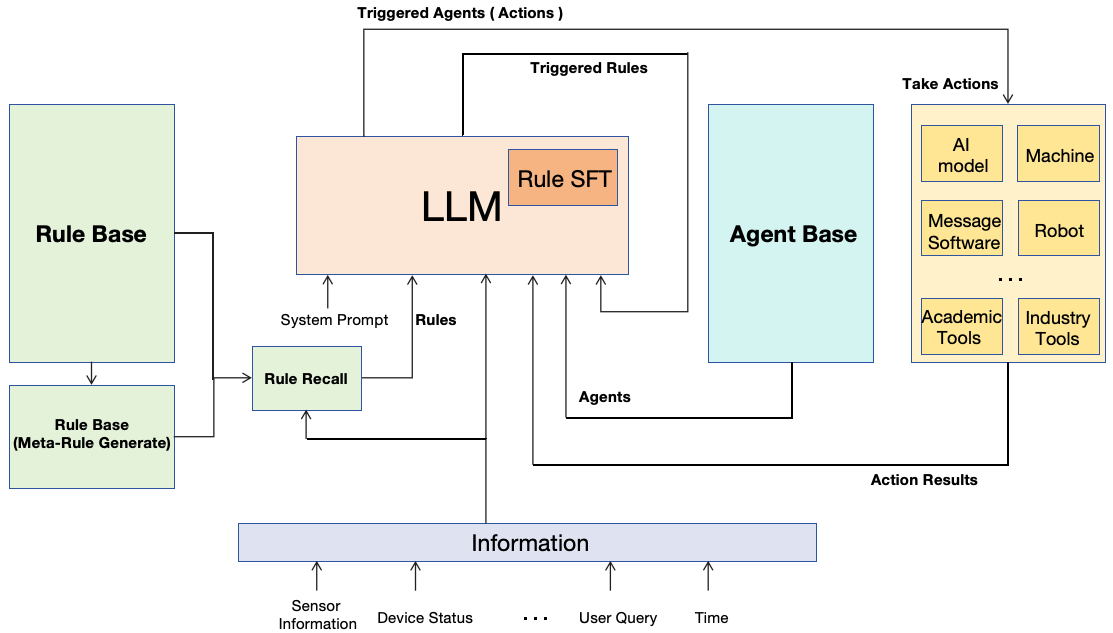 Triggered Agents ( Actions )
Triggered Rules
Take Actions
Rule Base
LLM
Rule SFT
Agent Base
AI
model
Machine
Message
Software
Robot
...
Academic
Tools
Industry
Tools
System Prompt
Rules
Rule Recall
Rule Base
(Meta-Rule Generate)
Agents
Action Results
Information
Sensor
Information
Device Status
...
User Query
Time